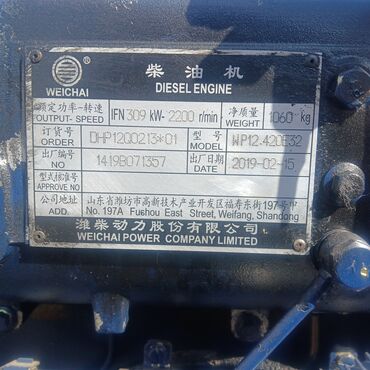 WEICHAI
柴油机
DIESEL ENGINE
额定功率-转速 IFN 309 kW- 2200 r/min 净质量 1060 kg
OUTPUT- SPEED WEIGHT
订货号 DHP12Q0213*01 型号 WP12.420E32
ORDER MODEL
出厂编号 1419B071357 出厂日期 2019-02-15
NO. DATE
型式核准号
APPROVE NO
公司地址 山东省潍坊市高新技术产业开发区福寿东街197号甲
ADD. No. 197A Fushou East Street, Weifang, Shandong
潍柴动力股份有限公司
WEICHAI POWER COMPANY LIMITED